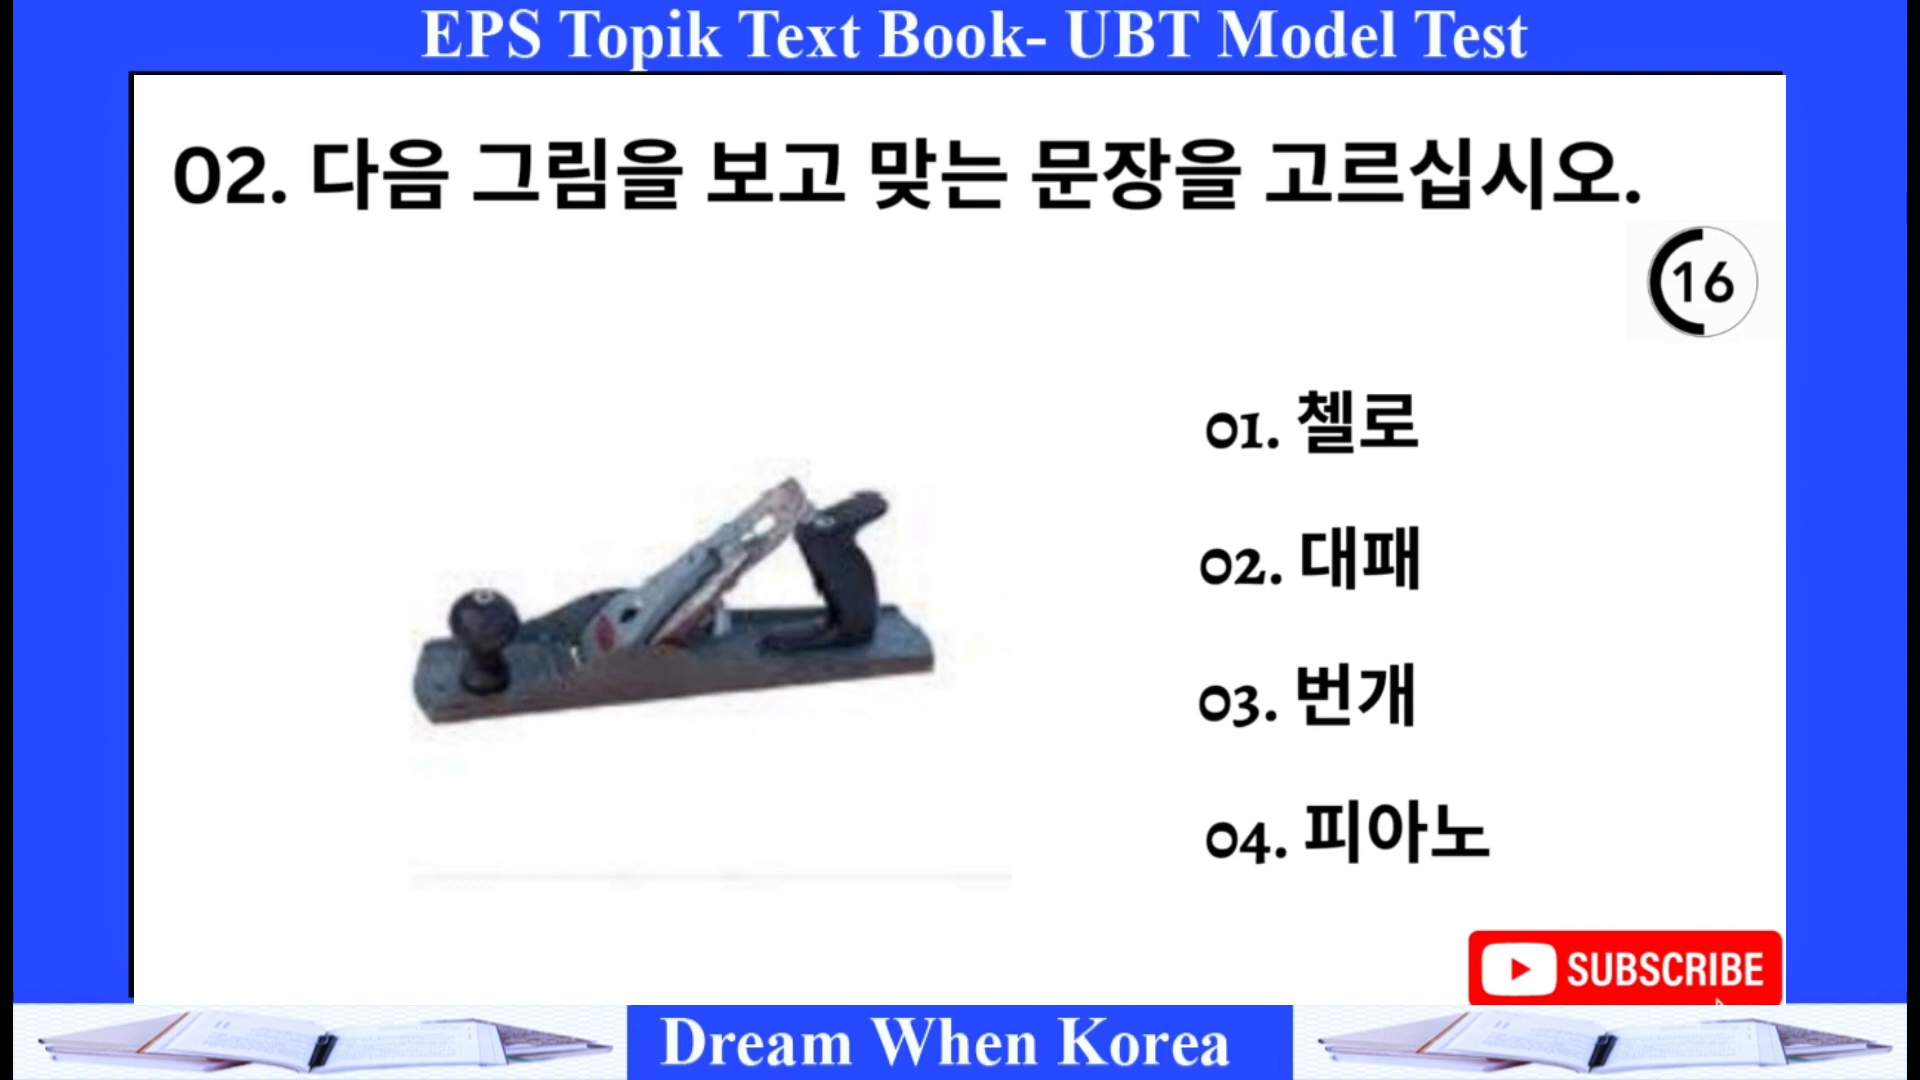 EPS Topik Text Book- UBT Model Test
02. 다음 그림을 보고 맞는 문장을 고르십시오.
16
01. 첼로
02. 대패
03. 번개
04. 피아노
SUBSCRIBE
Dream When Korea